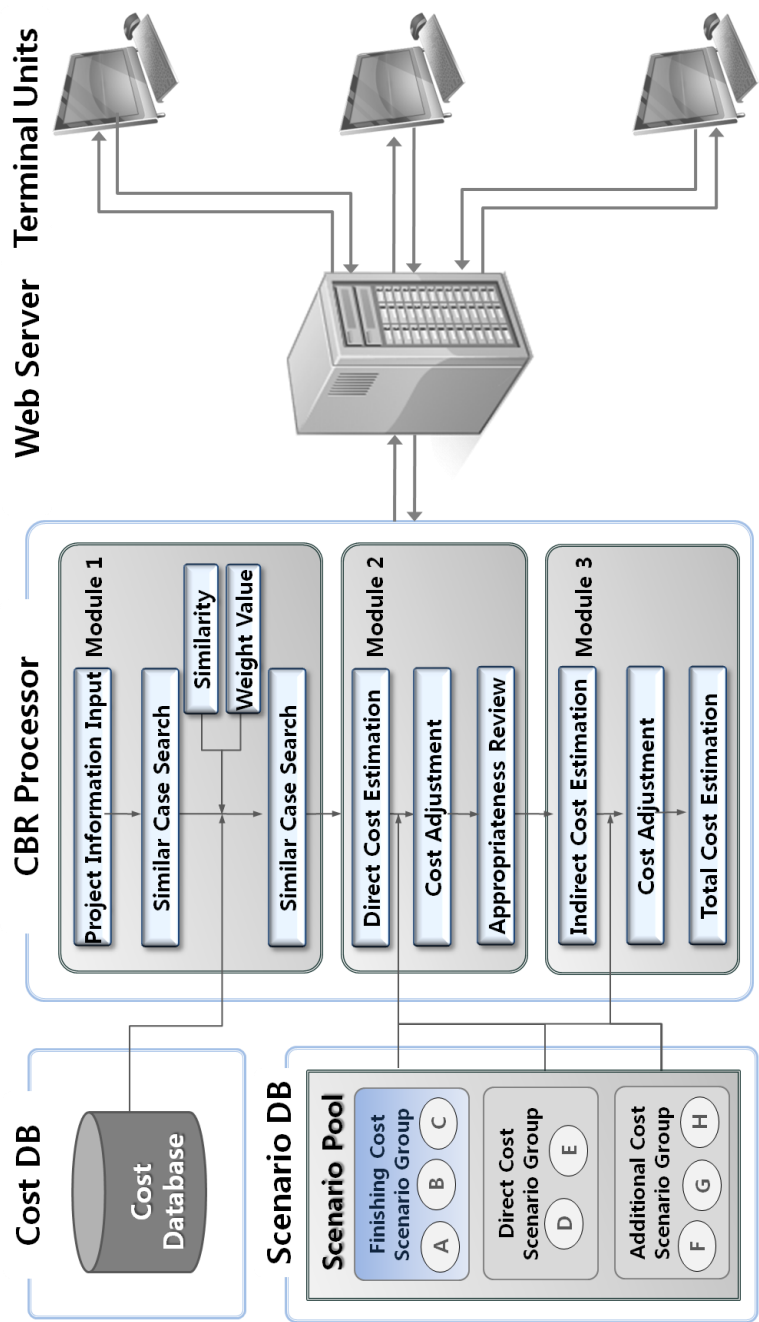 Cost DB
CBR Processor
Web Server
Terminal Units
Cost
Database
Module 1
Project Information Input
Similar Case Search
Similarity
Weight Value
Similar Case Search
Module 2
Direct Cost Estimation
Cost Adjustment
Appropriateness Review
Module 3
Indirect Cost Estimation
Cost Adjustment
Total Cost Estimation
Scenario DB
Scenario Pool
Finishing Cost
Scenario Group
A B C
Direct Cost
Scenario Group
D E
Additional Cost
Scenario Group
F G H